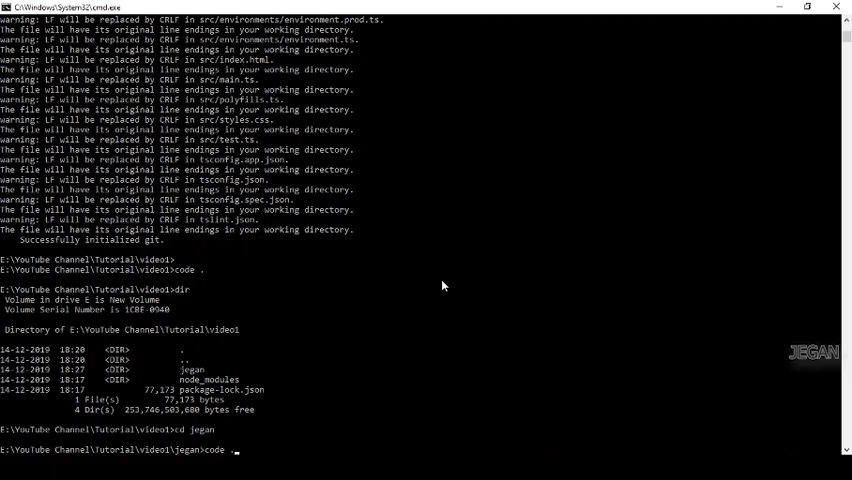 C:\Windows\System32\cmd.exe
warning: LF will be replaced by CRLF in src/environments/environment.prod.ts.
The file will have its original line endings in your working directory.
warning: LF will be replaced by CRLF in src/environments/environment.ts.
The file will have its original line endings in your working directory.
warning: LF will be replaced by CRLF in src/index.html.
The file will have its original line endings in your working directory.
warning: LF will be replaced by CRLF in src/main.ts.
The file will have its original line endings in your working directory.
warning: LF will be replaced by CRLF in src/polyfills.ts.
The file will have its original line endings in your working directory.
warning: LF will be replaced by CRLF in src/styles.css.
The file will have its original line endings in your working directory.
warning: LF will be replaced by CRLF in src/test.ts.
The file will have its original line endings in your working directory.
warning: LF will be replaced by CRLF in tsconfig.app.json.
The file will have its original line endings in your working directory.
warning: LF will be replaced by CRLF in tsconfig.json.
The file will have its original line endings in your working directory.
warning: LF will be replaced by CRLF in tsconfig.spec.json.
The file will have its original line endings in your working directory.
warning: LF will be replaced by CRLF in tslint.json.
The file will have its original line endings in your working directory.
Successfully initialized git.
E:\YouTube Channel\Tutorial\video1>
E:\YouTube Channel\Tutorial\video1>code .
E:\YouTube Channel\Tutorial\video1>dir
Volume in drive E is New Volume
Volume Serial Number is 1CBE-0940
Directory of E:\YouTube Channel\Tutorial\video1
14-12-2019 18:20 <DIR> .
14-12-2019 18:20 <DIR> ..
14-12-2019 18:27 <DIR> jegan
14-12-2019 18:17 <DIR> node_modules
14-12-2019 18:17 77,173 package-lock.json
1 File(s) 77,173 bytes
4 Dir(s) 253,746,503,680 bytes free
E:\YouTube Channel\Tutorial\video1>cd jegan
E:\YouTube Channel\Tutorial\video1\jegan>code .
JEGAN